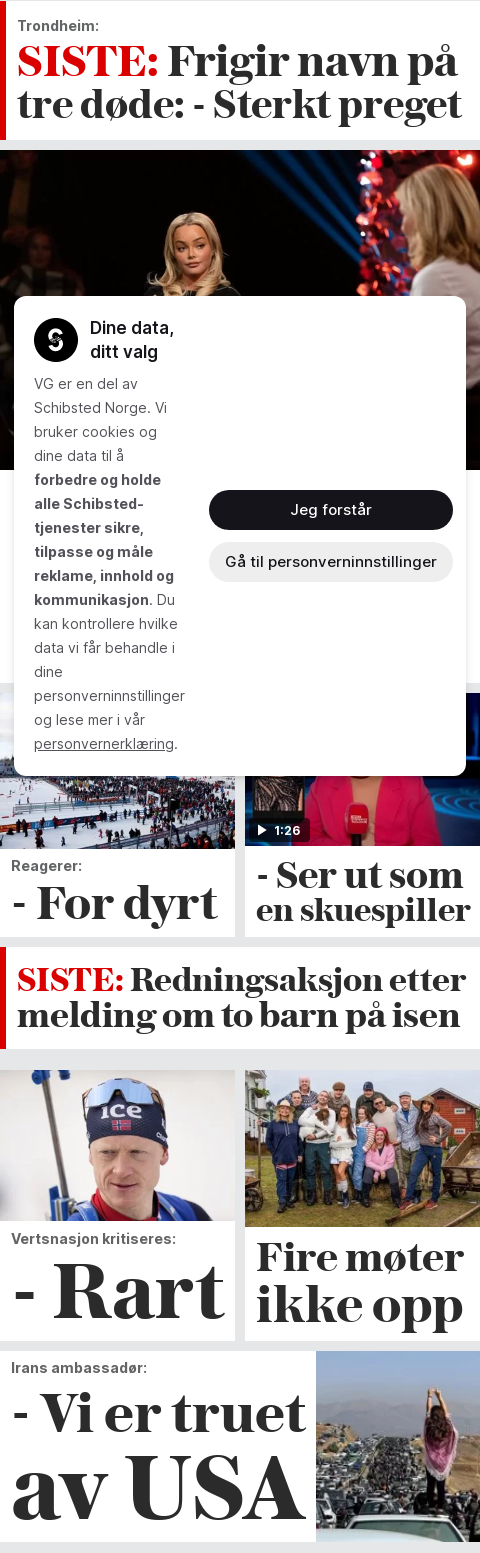 Trondheim:
SISTE: Frigir navn på
tre døde: - Sterkt preget
Dine data,
ditt valg
VG er en del av
Schibsted Norge. Vi
bruker cookies og
dine data til å
forbedre og holde
alle Schibsted-
tjenester sikre,
tilpasse og måle
reklame, innhold og
kommunikasjon. Du
kan kontrollere hvilke
data vi får behandle i
dine
personverninnstillinger
og lese mer i vår
personvernerklæring.
Jeg forstår
Gå til personverninnstillinger
1:26
Reagerer:
- For dyrt
- Ser ut som
en skuespiller
SISTE: Redningsaksjon etter
melding om to barn på isen
ice
Vertsnasjon kritiseres:
- Rart
Fire møter
ikke opp
Irans ambassadør:
- Vi er truet
av USA